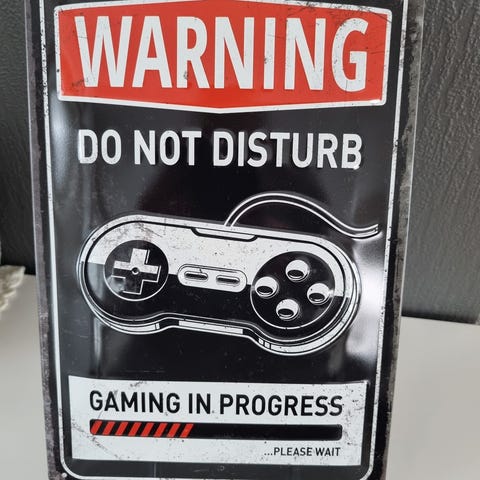 WARNING
DO NOT DISTURB
GAMING IN PROGRESS
...PLEASE WAIT